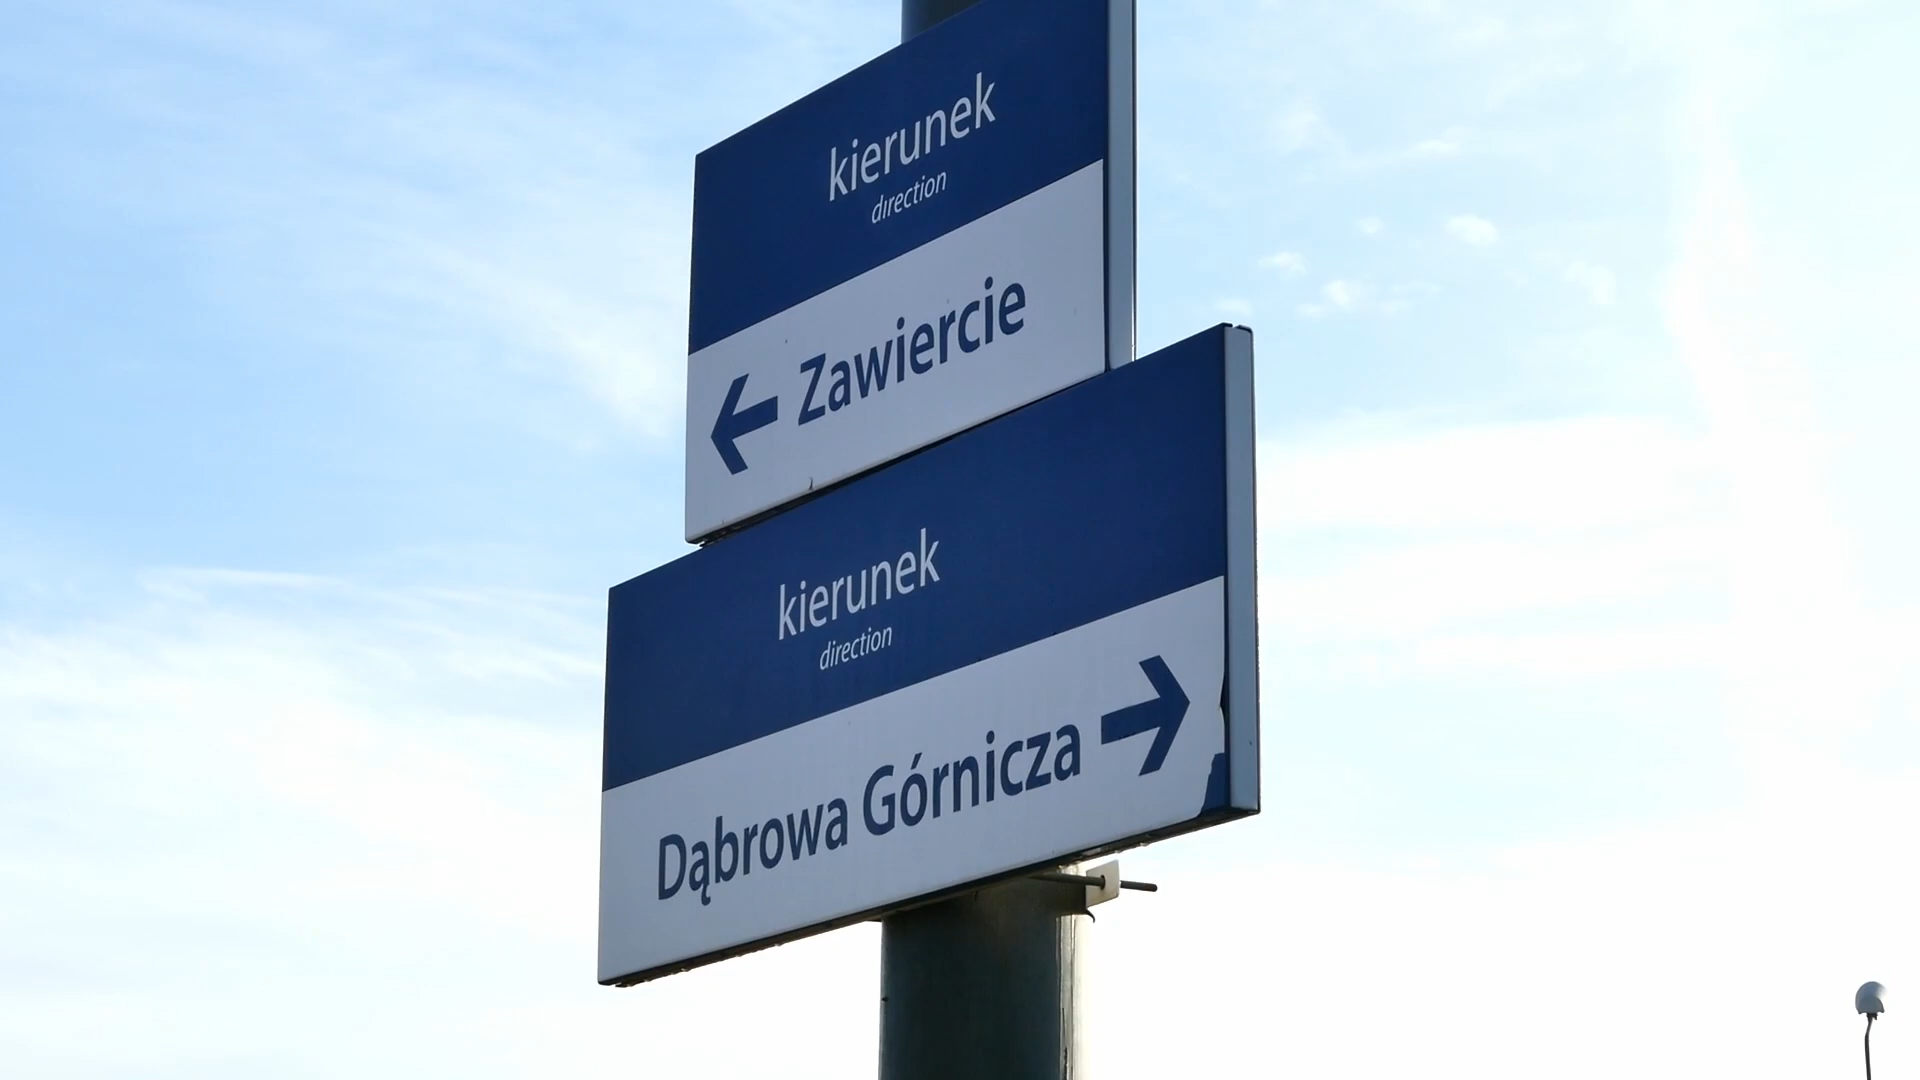 kierunek
direction
← Zawiercie
kierunek
direction
Dąbrowa Górnicza →